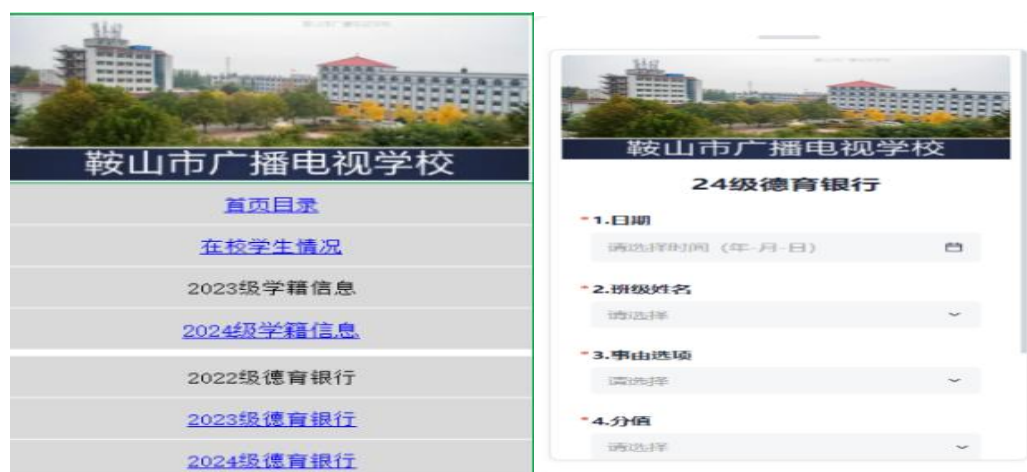 鞍山市广播电视学校
首页目录
在校学生情况
2023级学籍信息
2024级学籍信息
2022级德育银行
2023级德育银行
2024级德育银行
鞍山市广播电视学校
24级德育银行
*1.日期
请选择时间（年-月-日）
*2.班级姓名
请选择
*3.事由选项
请选择
*4.分值
请选择